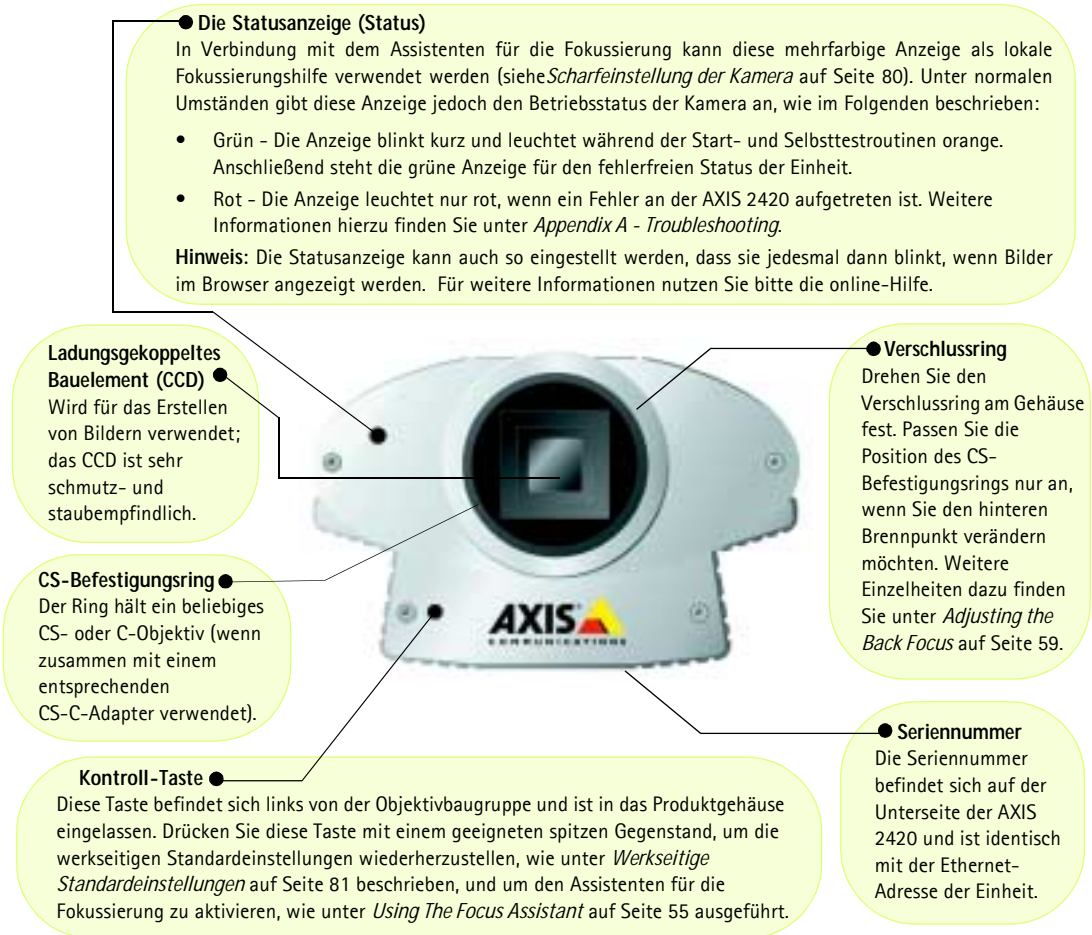 Die Statusanzeige (Status)
In Verbindung mit dem Assistenten für die Fokussierung kann diese mehrfarbige Anzeige als lokale
Fokussierungshilfe verwendet werden (sieheScharfeinstellung der Kamera auf Seite 80). Unter normalen
Umständen gibt diese Anzeige jedoch den Betriebsstatus der Kamera an, wie im Folgenden beschrieben:
• Grün - Die Anzeige blinkt kurz und leuchtet während der Start- und Selbsttestroutinen orange.
Anschließend steht die grüne Anzeige für den fehlerfreien Status der Einheit.
• Rot - Die Anzeige leuchtet nur rot, wenn ein Fehler an der AXIS 2420 aufgetreten ist. Weitere
Informationen hierzu finden Sie unter Appendix A - Troubleshooting.
Hinweis: Die Statusanzeige kann auch so eingestellt werden, dass sie jedesmal dann blinkt, wenn Bilder
im Browser angezeigt werden. Für weitere Informationen nutzen Sie bitte die online-Hilfe.
Ladungsgekoppeltes
Bauelement (CCD)
Wird für das Erstellen
von Bildern verwendet;
das CCD ist sehr
schmutz- und
staubempfindlich.
CS-Befestigungsring
Der Ring hält ein beliebiges
CS- oder C-Objektiv (wenn
zusammen mit einem
entsprechenden
CS-C-Adapter verwendet).
AXIS
COMMUNICATIONS
Verschlussring
Drehen Sie den
Verschlussring am Gehäuse
fest. Passen Sie die
Position des CS-
Befestigungsrings nur an,
wenn Sie den hinteren
Brennpunkt verändern
möchten. Weitere
Einzelheiten dazu finden
Sie unter Adjusting the
Back Focus auf Seite 59.
Seriennummer
Die Seriennummer
befindet sich auf der
Unterseite der AXIS
2420 und ist identisch
mit der Ethernet-
Adresse der Einheit.
Kontroll-Taste
Diese Taste befindet sich links von der Objektivbaugruppe und ist in das Produktgehäuse
eingelassen. Drücken Sie diese Taste mit einem geeigneten spitzen Gegenstand, um die
werkseitigen Standardeinstellungen wiederherzustellen, wie unter Werkseitige
Standardeinstellungen auf Seite 81 beschrieben, und um den Assistenten für die
Fokussierung zu aktivieren, wie unter Using The Focus Assistant auf Seite 55 ausgeführt.